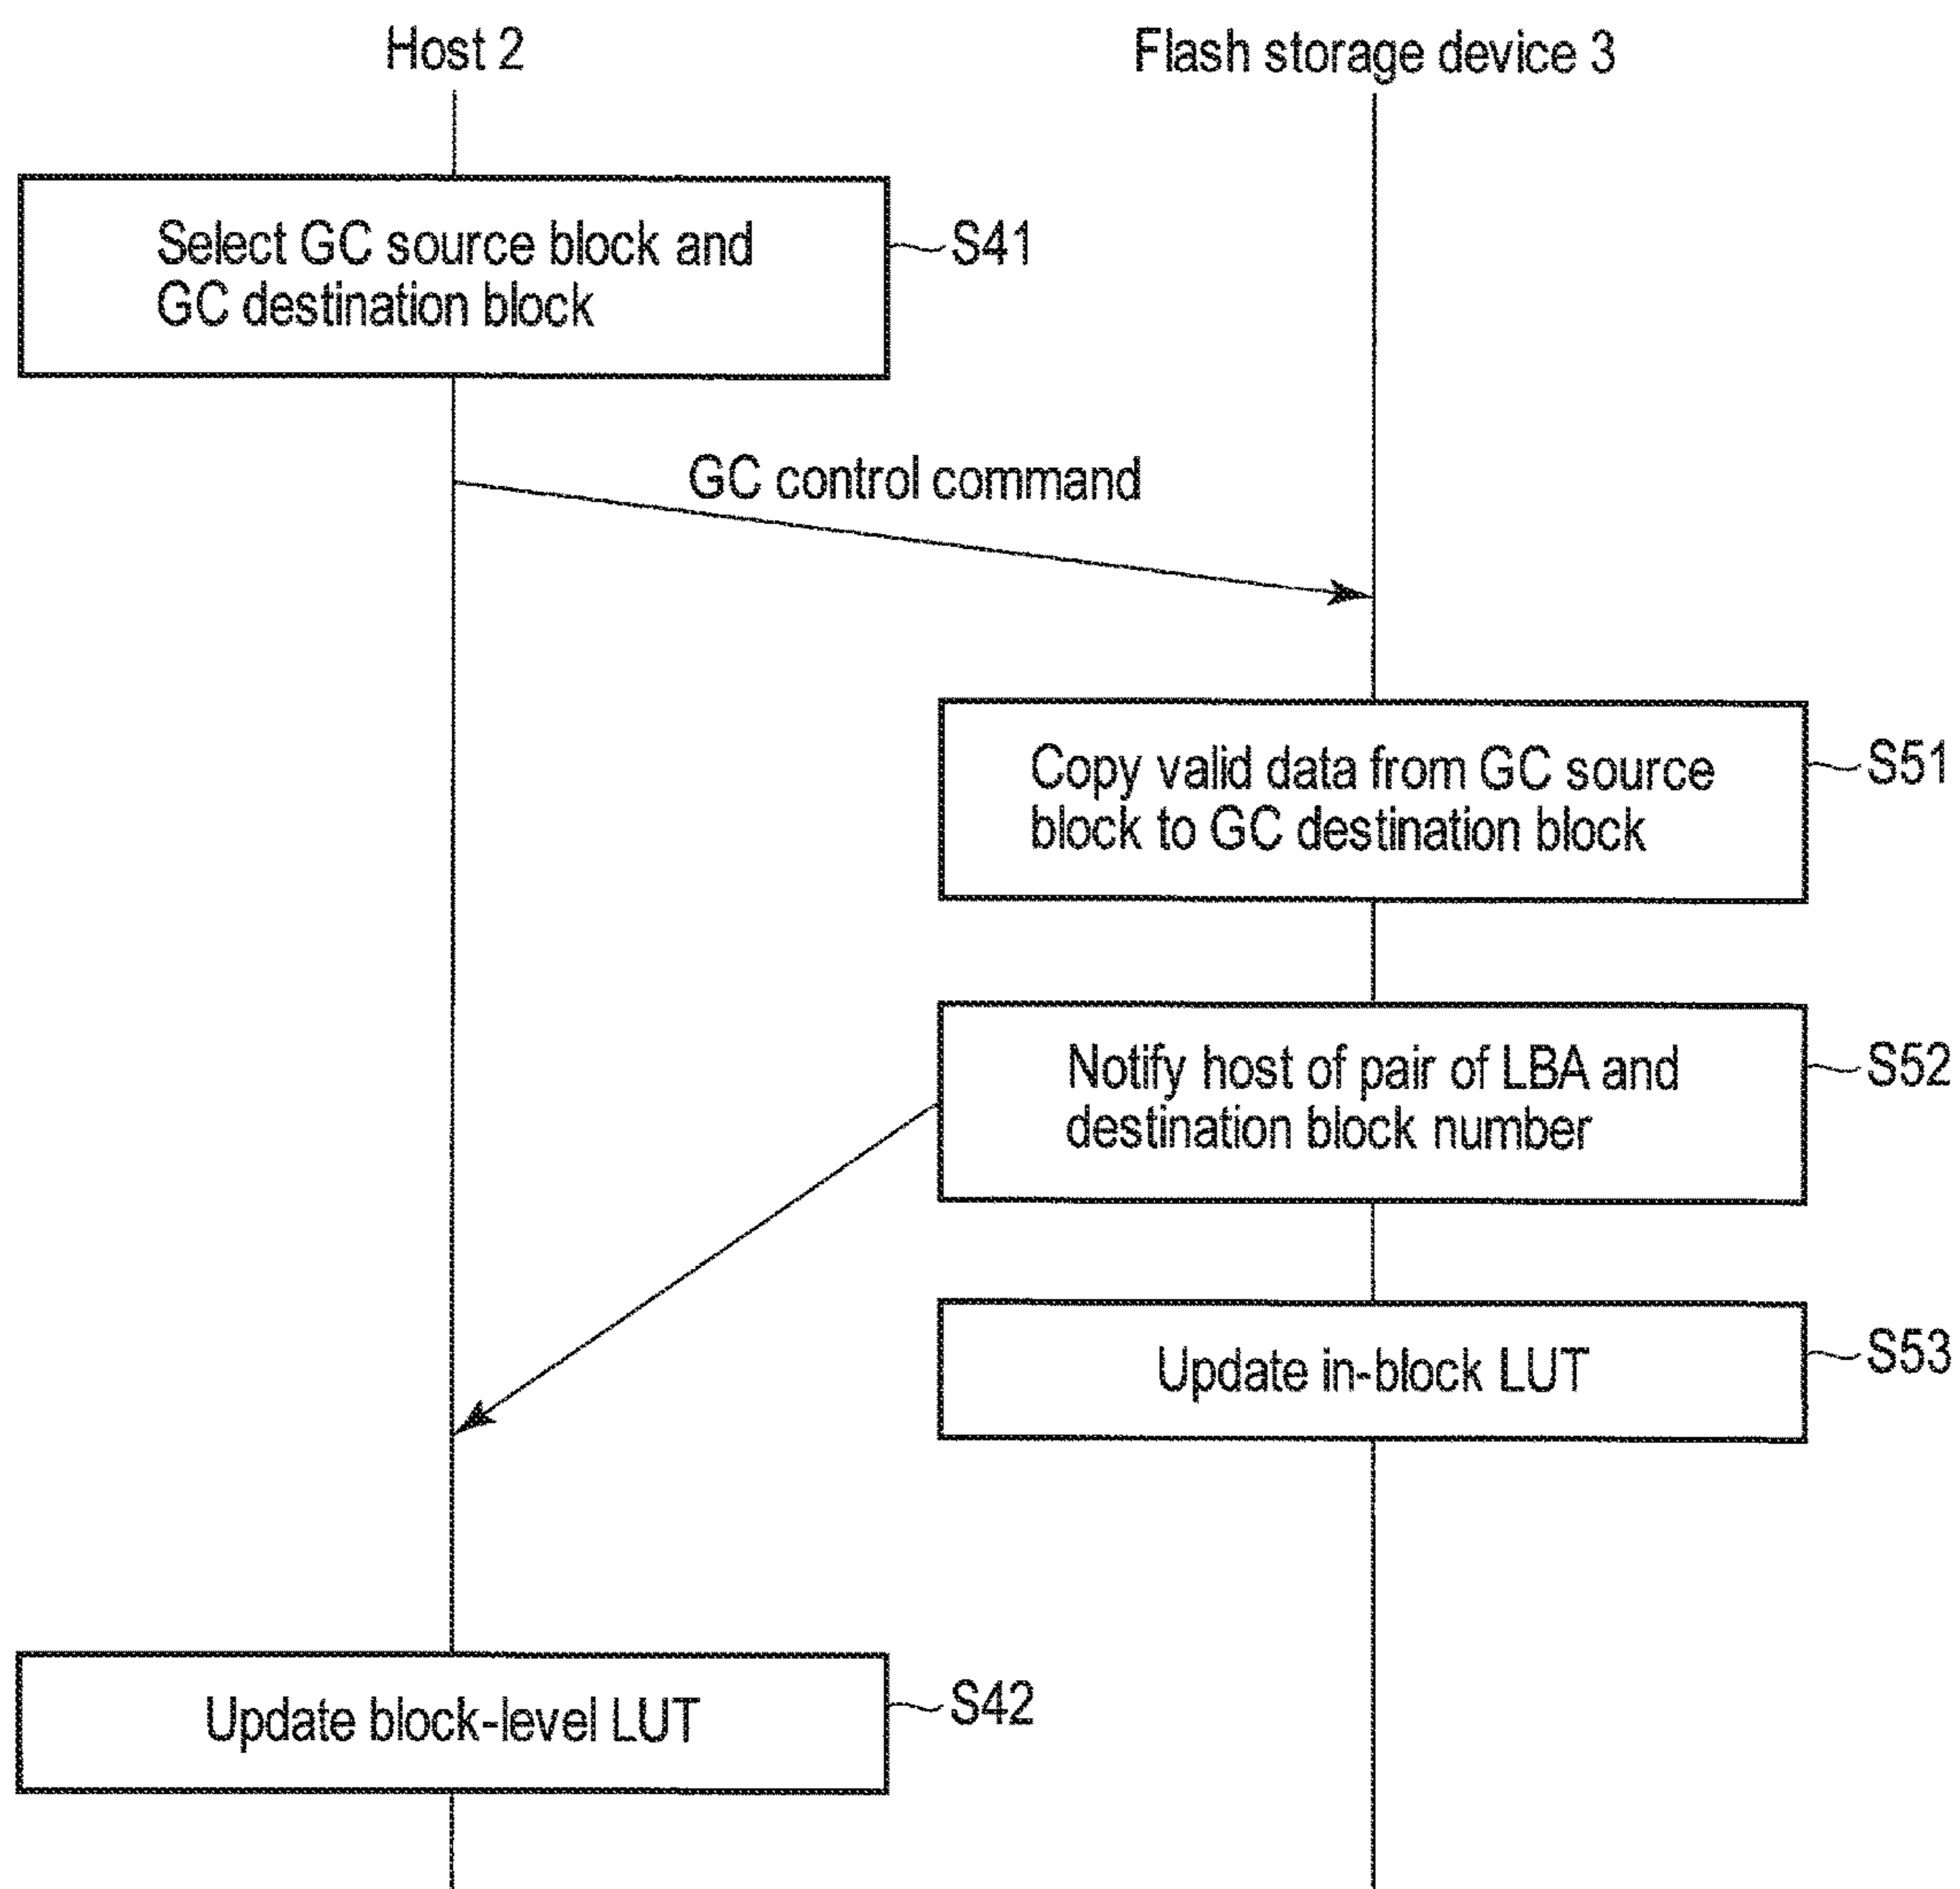 Host 2
Flash storage device 3
Select GC source block and
GC destination block
S41
GC control command
Copy valid data from GC source
block to GC destination block
S51
Notify host of pair of LBA and
destination block number
S52
Update in-block LUT
S53
Update block-level LUT
S42